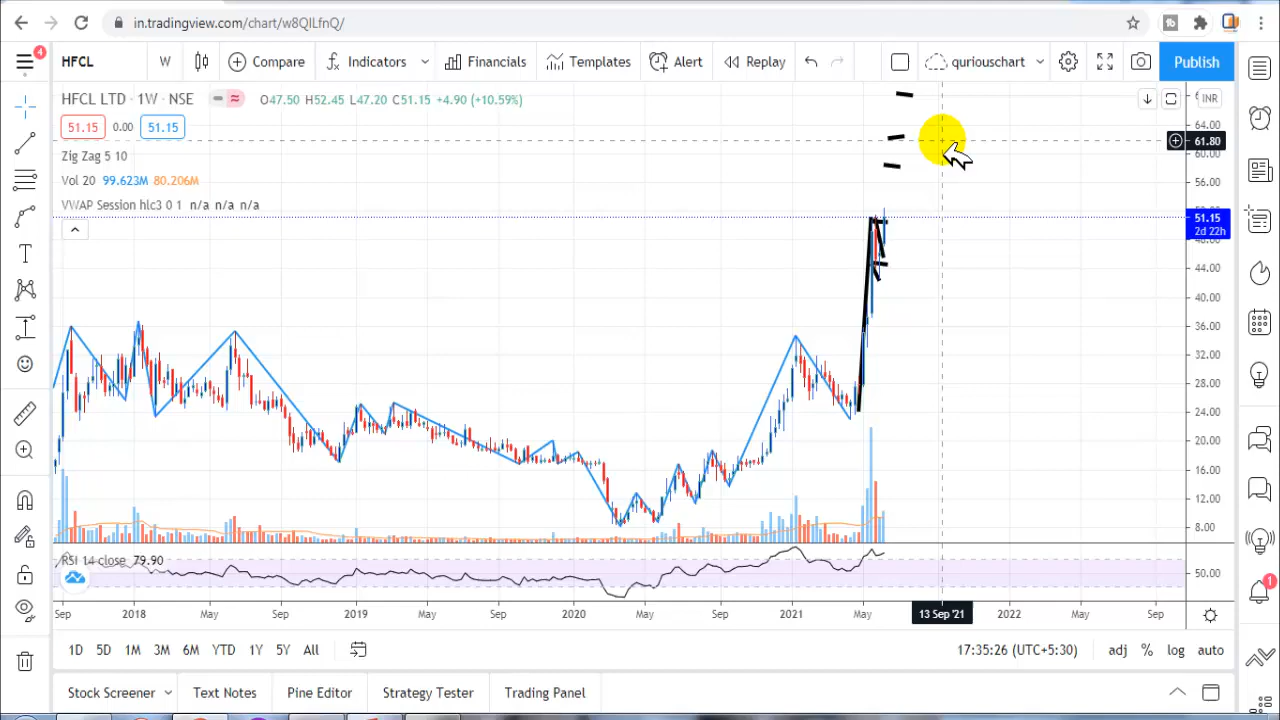 in.tradingview.com/chart/w8QILfnQ/
4
HFCL W Compare Indicators Financials Templates Alert Replay quriouschart Publish
HFCL LTD · 1W · NSE O47.50 H52.45 L47.20 C51.15 +4.90 (+10.59%)
INR
51.15 0.00 51.15
64.00
61.80
60.00
Zig Zag 5 10
Vol 20 99.623M 80.206M
56.00
VWAP Session hlc3 0 1 n/a n/a n/a
51.15
2d 22h
48.00
44.00
40.00
36.00
32.00
28.00
24.00
20.00
16.00
12.00
8.00
RSI 14 close 79.90
50.00
1
Sep 2018 May Sep 2019 May Sep 2020 May Sep 2021 May 13 Sep '21 2022 May Sep
1D 5D 1M 3M 6M YTD 1Y 5Y All 17:35:26 (UTC+5:30) adj % log auto
Stock Screener Text Notes Pine Editor Strategy Tester Trading Panel